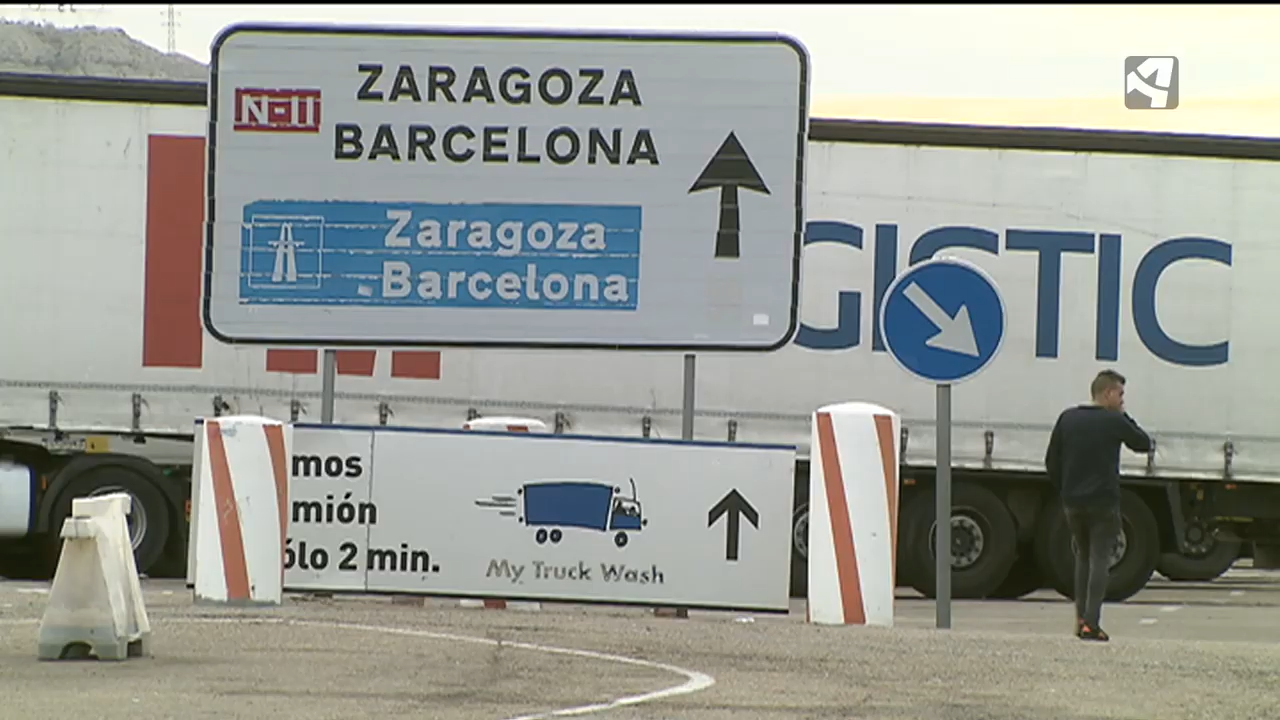 N-II
ZARAGOZA
BARCELONA
Zaragoza
Barcelona
GISTIC
mos
mión
ólo 2 min.
My Truck Wash